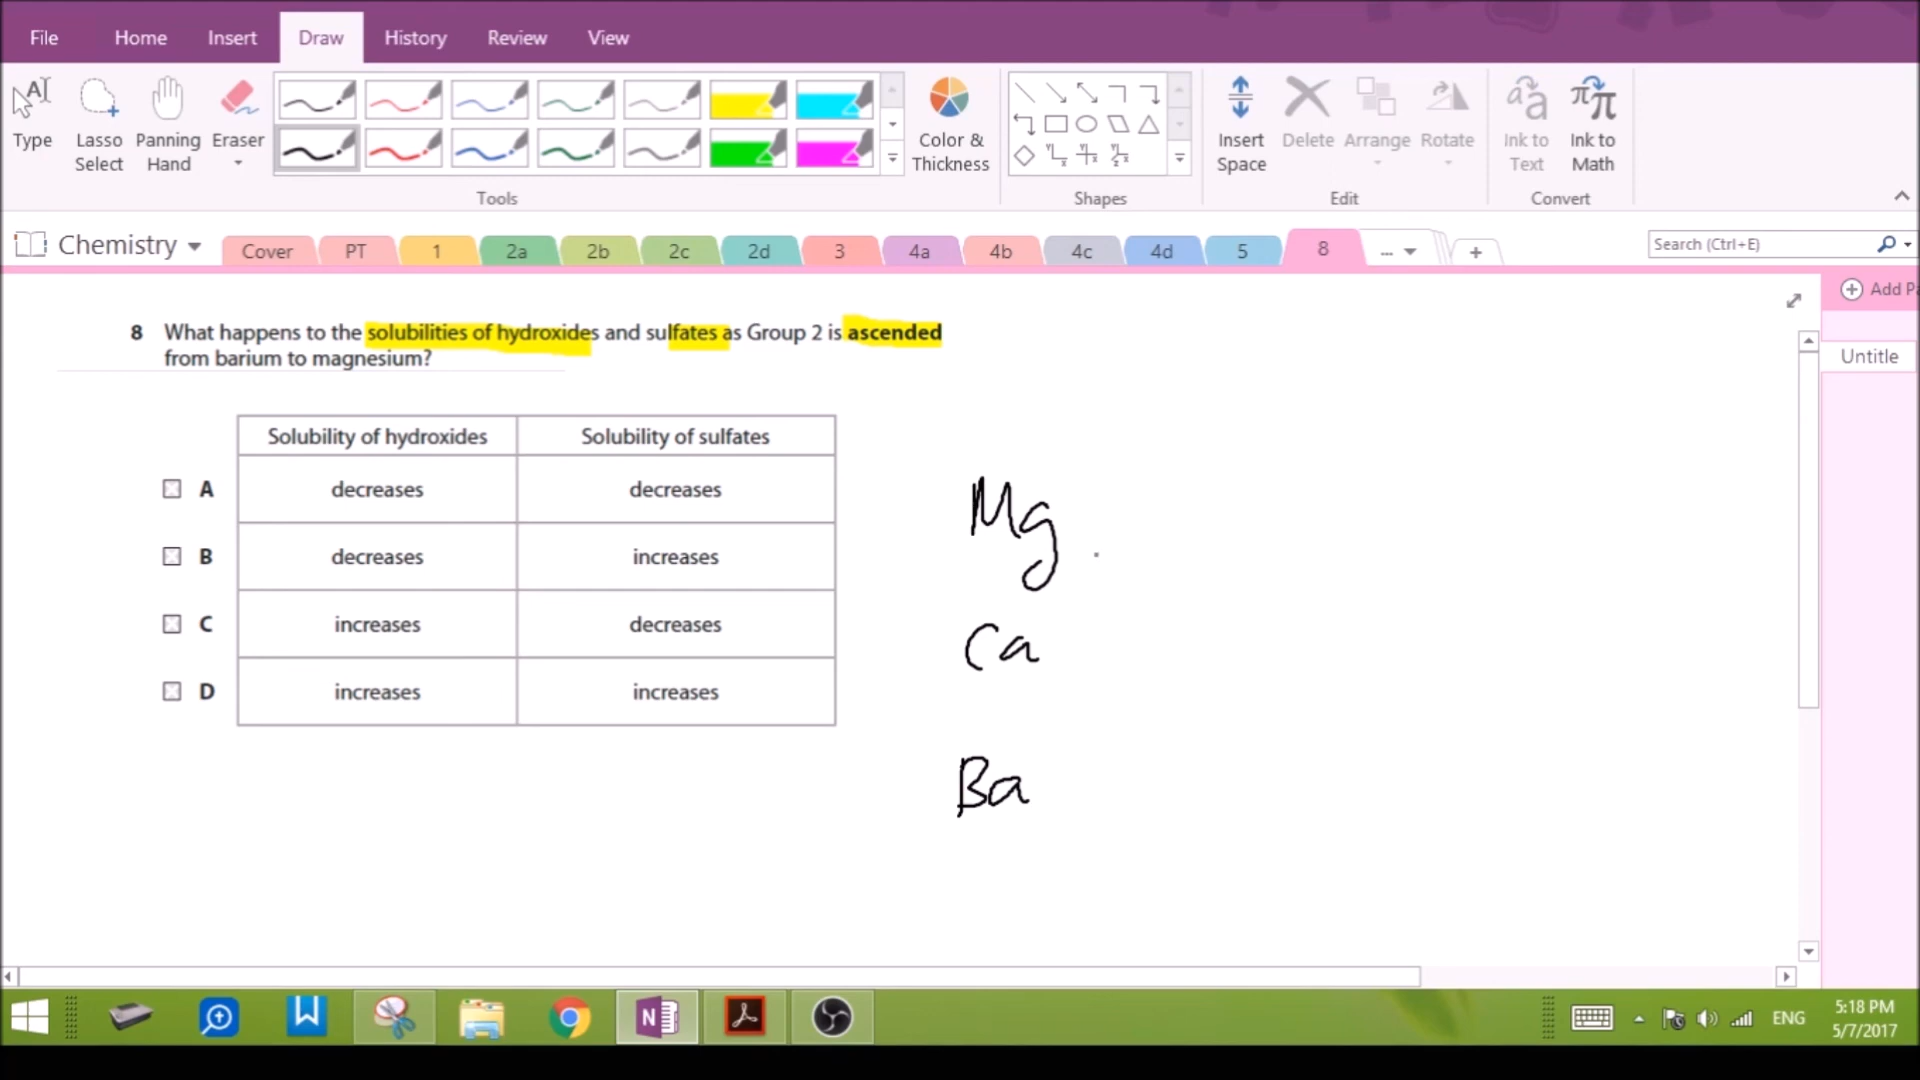 File Home Insert Draw History Review View
Type
Lasso Select
Panning Hand
Eraser
Color & Thickness
Insert Space
Delete
Arrange
Rotate
Ink to Text
Ink to Math
Tools Shapes Edit Convert
Chemistry Cover PT 1 2a 2b 2c 2d 3 4a 4b 4c 4d 5 8 ... + Search (Ctrl+E)
Add Pa
Untitle
8 What happens to the solubilities of hydroxides and sulfates as Group 2 is ascended
from barium to magnesium?
Solubility of hydroxides Solubility of sulfates
A decreases decreases
B decreases increases
C increases decreases
D increases increases
Mg
Ca
Ba
N
ENG
5:18 PM
5/7/2017